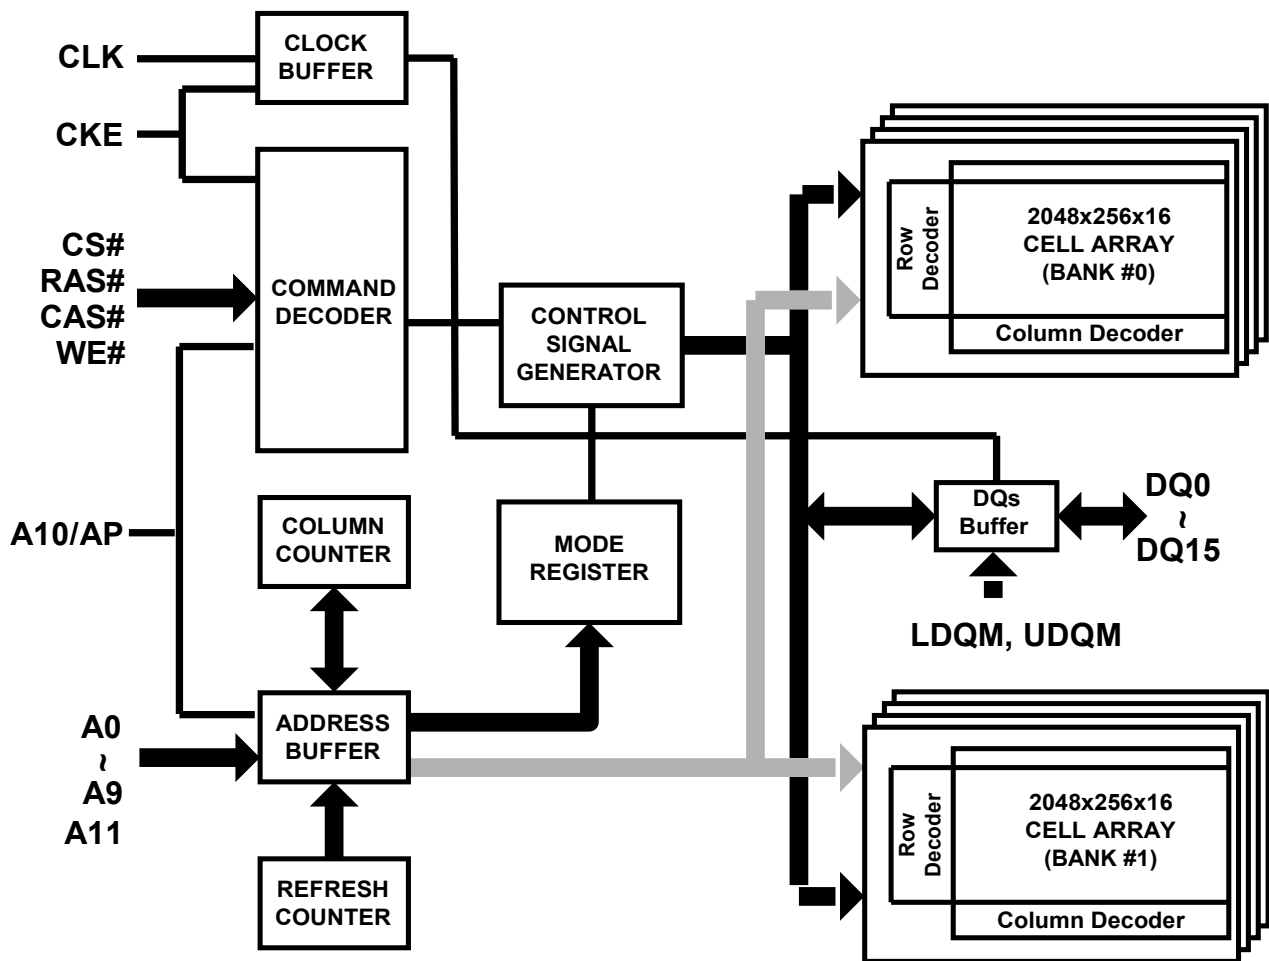 CLK
CLOCK
BUFFER
CKE
CS#
RAS#
CAS#
WE#
COMMAND
DECODER
CONTROL
SIGNAL
GENERATOR
Row
Decoder
2048x256x16
CELL ARRAY
(BANK #0)
Column Decoder
A10/AP
COLUMN
COUNTER
MODE
REGISTER
DQs
Buffer
DQ0
~
DQ15
LDQM, UDQM
A0
~
A9
A11
ADDRESS
BUFFER
REFRESH
COUNTER
Row
Decoder
2048x256x16
CELL ARRAY
(BANK #1)
Column Decoder